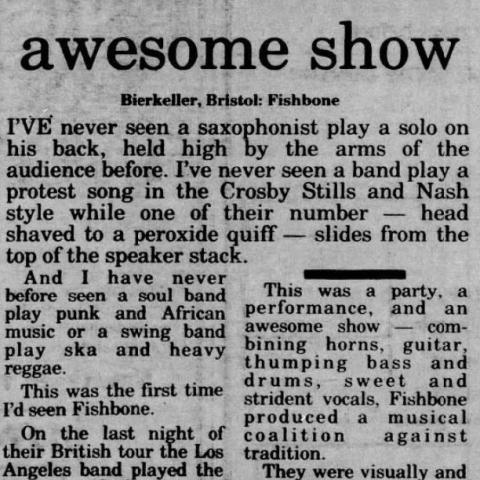 awesome show
Bierkeller, Bristol: Fishbone
I'VE never seen a saxophonist play a solo on
his back, held high by the arms of the
audience before. I've never seen a band play a
protest song in the Crosby Stills and Nash
style while one of their number — head
shaved to a peroxide quiff — slides from the
top of the speaker stack.
And I have never
before seen a soul band
play punk and African
music or a swing band
play ska and heavy
reggae.
This was the first time
I'd seen Fishbone.
On the last night of
their British tour the Los
Angeles band played the
This was a party, a
performance, and an
awesome show — com-
bining horns, guitar,
thumping bass and
drums, sweet and
strident vocals, Fishbone
produced a musical
coalition against
tradition.
They were visually and